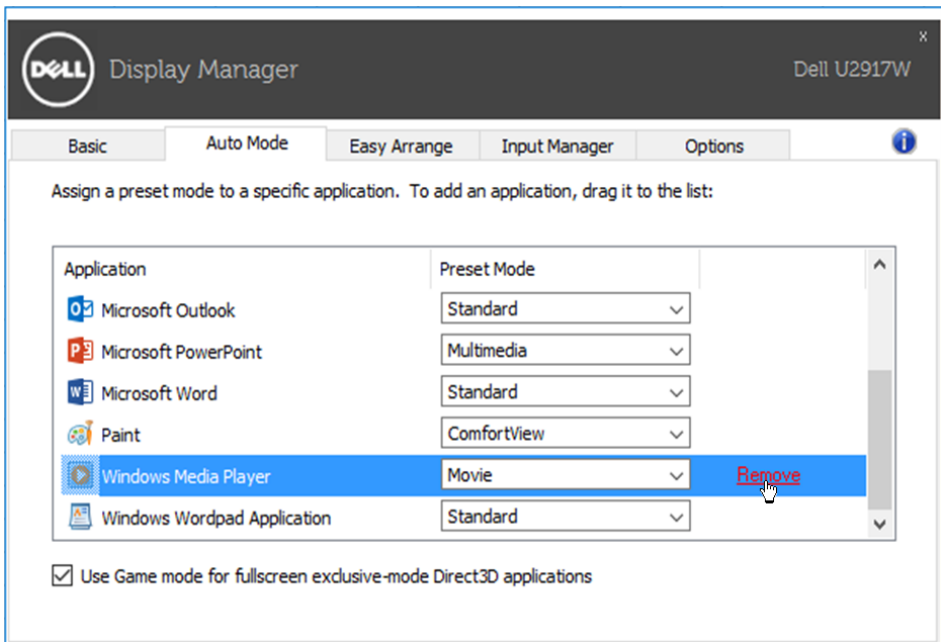 x
DELL Display Manager Dell U2917W
Basic Auto Mode Easy Arrange Input Manager Options i
Assign a preset mode to a specific application. To add an application, drag it to the list:
Application Preset Mode
Microsoft Outlook Standard
Microsoft PowerPoint Multimedia
Microsoft Word Standard
Paint ComfortView
Windows Media Player Movie Remove
Windows Wordpad Application Standard
Use Game mode for fullscreen exclusive-mode Direct3D applications